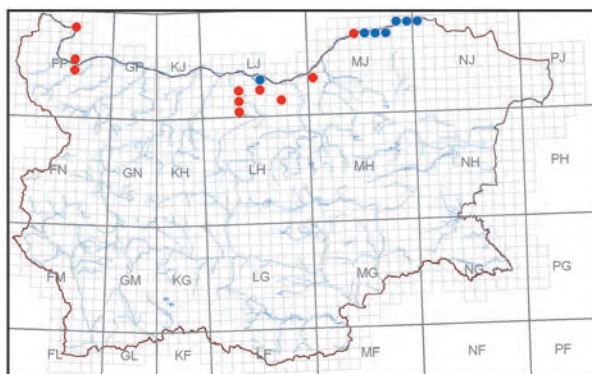 FP GP KJ LJ MJ NJ PJ
FN GN KH LH MH NH PH
FM GM KG LG MG NG PG
FL GL KF LF MF NF PF